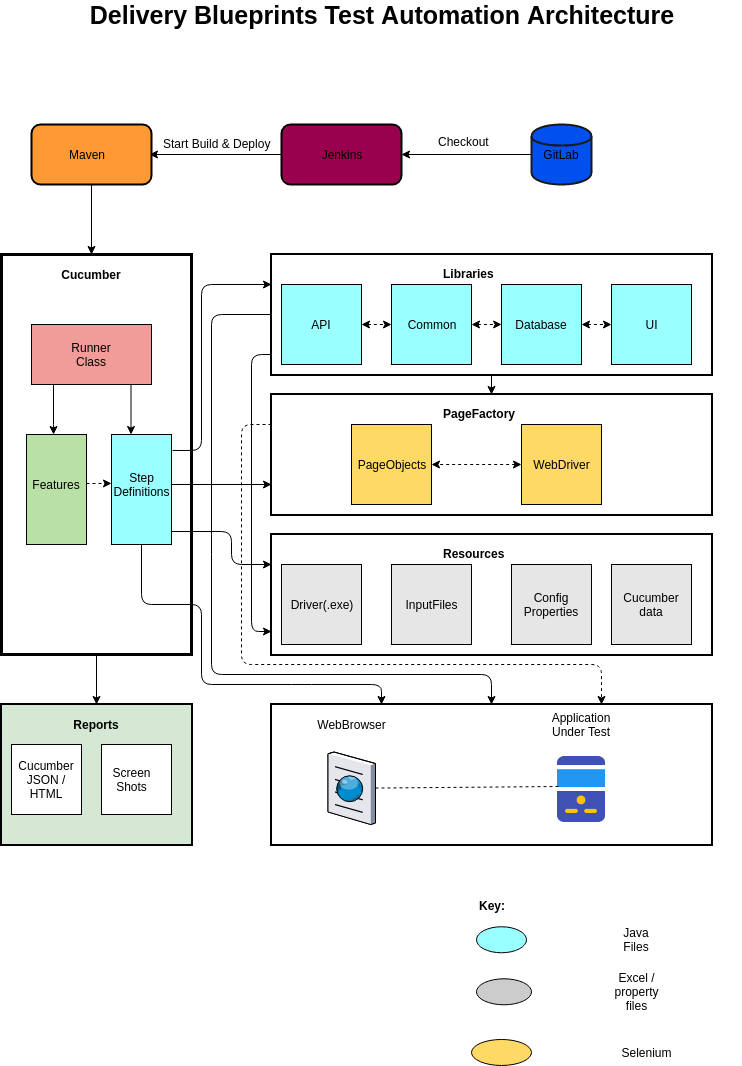 Delivery Blueprints Test Automation Architecture
Maven
Start Build & Deploy
Jenkins
Checkout
GitLab
Cucumber
Runner
Class
Features
Step
Definitions
Libraries
API
Common
Database
UI
PageFactory
PageObjects
WebDriver
Resources
Driver(.exe)
InputFiles
Config
Properties
Cucumber
data
Reports
Cucumber
JSON /
HTML
Screen
Shots
WebBrowser
Application
Under Test
Key:
Java
Files
Excel /
property
files
Selenium